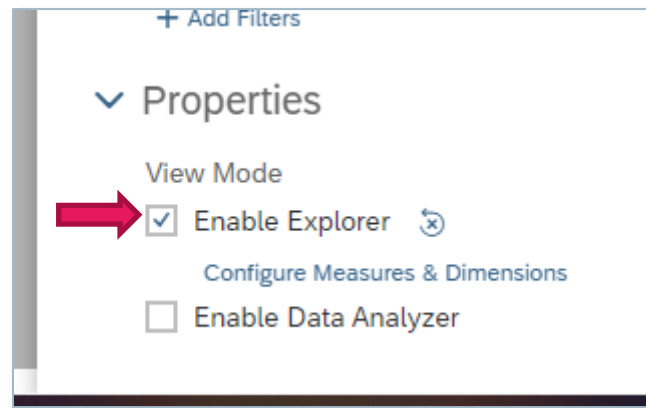 + Add Filters
Properties
View Mode
Enable Explorer
Configure Measures & Dimensions
Enable Data Analyzer